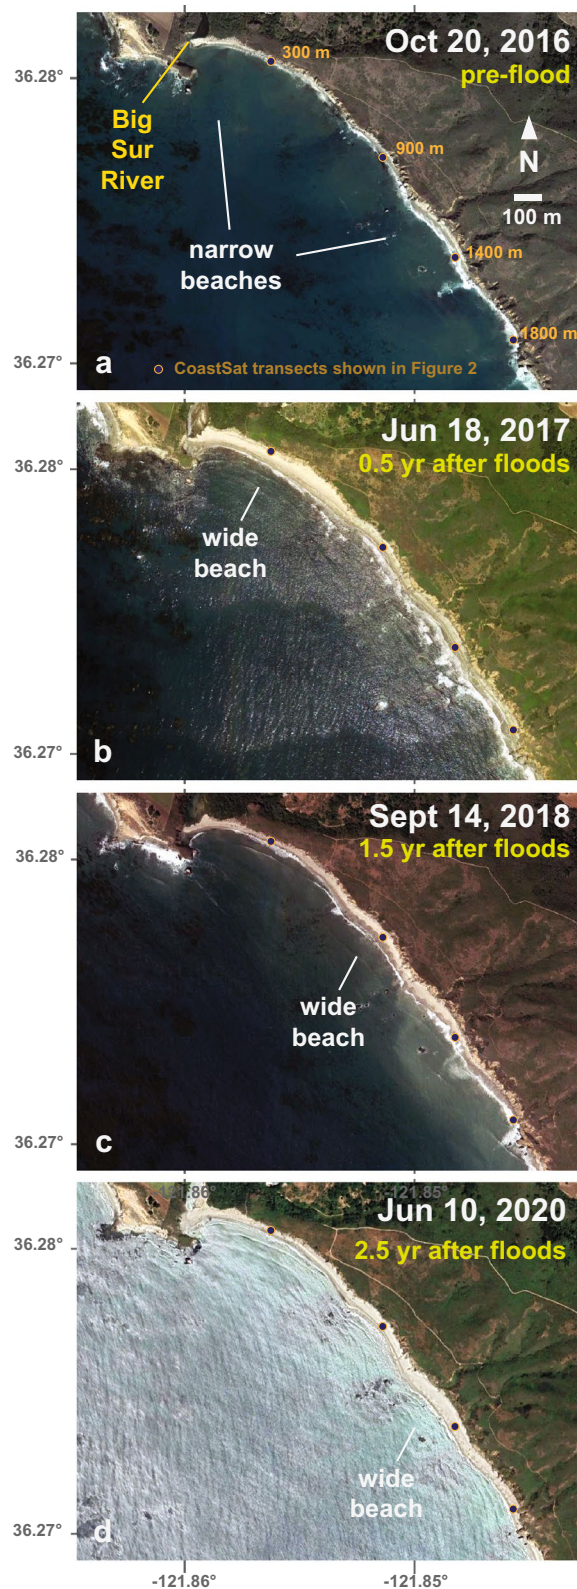 Oct 20, 2016
pre-flood
36.28°
300 m
Big
Sur
River
900 m
N
100 m
narrow
beaches
1400 m
1800 m
36.27°
a
CoastSat transects shown in Figure 2
Jun 18, 2017
0.5 yr after floods
36.28°
wide
beach
36.27°
b
Sept 14, 2018
1.5 yr after floods
36.28°
wide
beach
36.27°
c
-121.86°
-121.85°
Jun 10, 2020
2.5 yr after floods
36.28°
wide
beach
36.27°
d
-121.86°
-121.85°